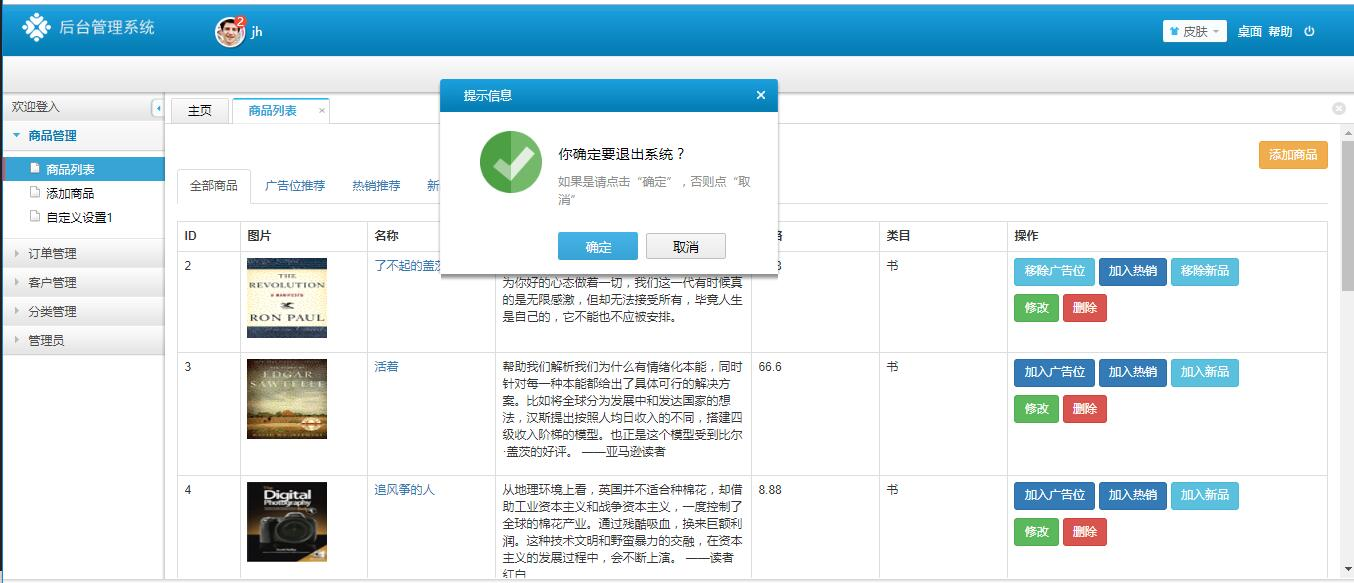 后台管理系统
2
jh
皮肤
桌面 帮助
欢迎登入
主页
商品列表
提示信息
商品管理
商品列表
添加商品
自定义设置1
订单管理
客户管理
分类管理
管理员
添加商品
你确定要退出系统？
如果是请点击“确定”，否则点“取
消”
确定
取消
全部商品
广告位推荐
热销推荐
新
ID
图片
名称
类目
操作
2
THE
REVOLUTION
A MANIFESTO
RON PAUL
了不起的盖茨
为你好的心态做着一切，我们这一代有时候真
的是无限感激，但却无法接受所有，毕竟人生
是自己的，它不能也不应被安排。
3
书
移除广告位
加入热销
移除新品
修改
删除
3
EDGAR
SAWTELLE
活着
帮助我们解析我们为什么有情绪化本能，同时
针对每一种本能都给出了具体可行的解决方
案。比如将全球分为发展中和发达国家的想
法，汉斯提出按照人均日收入的不同，搭建四
级收入阶梯的模型。也正是这个模型受到比尔
·盖茨的好评。 ——亚马逊读者
66.6
书
加入广告位
加入热销
加入新品
修改
删除
4
The
Digital
Photography
追风筝的人
从地理环境上看，英国并不适合种棉花，却借
助工业资本主义和战争资本主义，一度控制了
全球的棉花产业。通过残酷吸血，换来巨额利
润。这种技术文明和野蛮暴力的交融，在资本
主义的发展过程中，会不断上演。 ——读者
红白
8.88
书
加入广告位
加入热销
加入新品
修改
删除